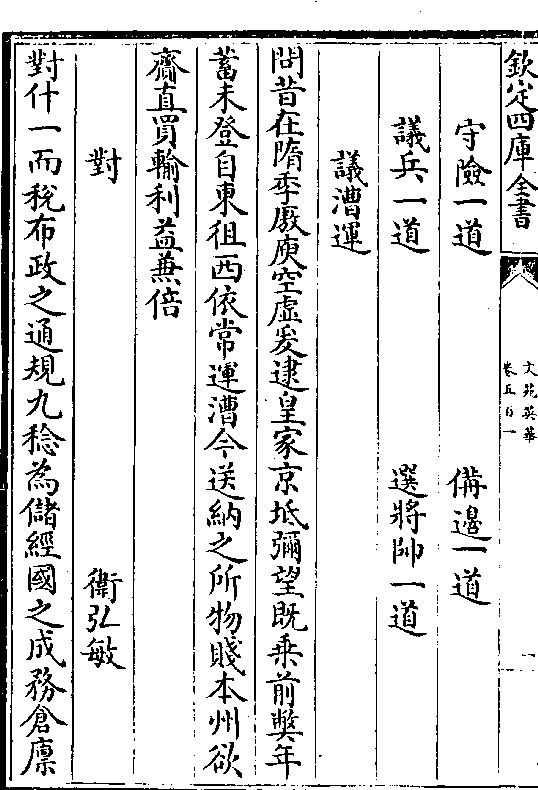 欽定四庫全書
文苑英華
卷五百一
一
守險一道 備邊一道
議兵一道 選將帥一道
議漕運
問昔在隋季廒庾空虛爰逮皇家京坻彌望既乗前獘年
蓄未登自東徂西依常運漕今送納之所物賤本州欲
齎直買輸利益兼倍
對 衛弘敏
對什一而稅布政之通規九稔為儲經國之成務倉廪